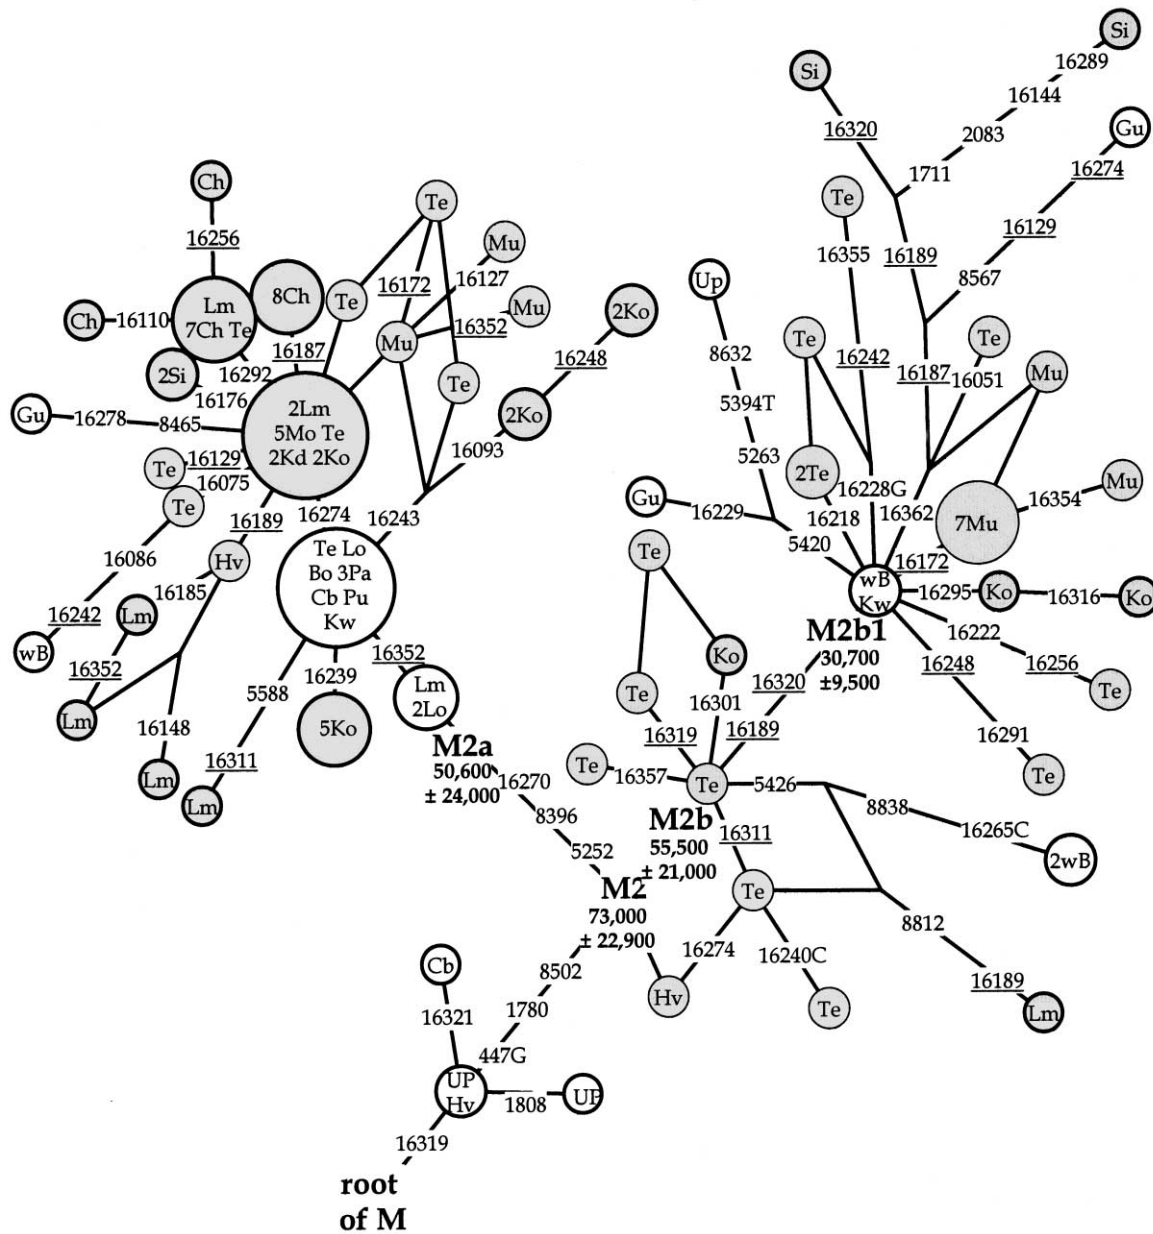 Si
Si
16289
16144
16320
2083
Gu
1711
16274
Ch
Te
Te
16355
16129
16256
Mu
16189
Up
8567
16172
16127
Lm
7Ch Te
8Ch
Te
Ch
16110
Mu
16352
Mu
2Ko
8632
Te
16242
16187
Te
16051
Mu
16187
16292
2Si
16176
Te
16248
5394T
Gu
16278
8465
2Lm
5Mo Te
2Kd 2Ko
2Ko
16093
5263
2Te
16228G
16362
Te
16129
16075
Te
Gu
16229
5420
16218
7Mu
16354
Mu
16189
16274
16243
16172
16086
Hv
16185
Te Lo
Bo 3Pa
Cb Pu
Kw
Te
wB
Kw
16295
Ko
16316
Ko
16242
Lm
wB
16352
M2b1
30,700
±9,500
16222
16248
16256
Te
16352
Ko
16320
5588
16239
Lm
2Lo
Te
16301
Lm
16148
5Ko
16319
16189
16291
16311
M2a
50,600
± 24,000
16270
Te
16357
Te
5426
Te
Lm
Lm
8396
M2b
55,500
± 21,000
16311
8838
16265C
2wB
5252
M2
73,000
± 22,900
Te
8812
Cb
8502
16274
16240C
16189
16321
1780
Hv
Te
Lm
447G
UP
Hv
1808
UP
16319
root
of M